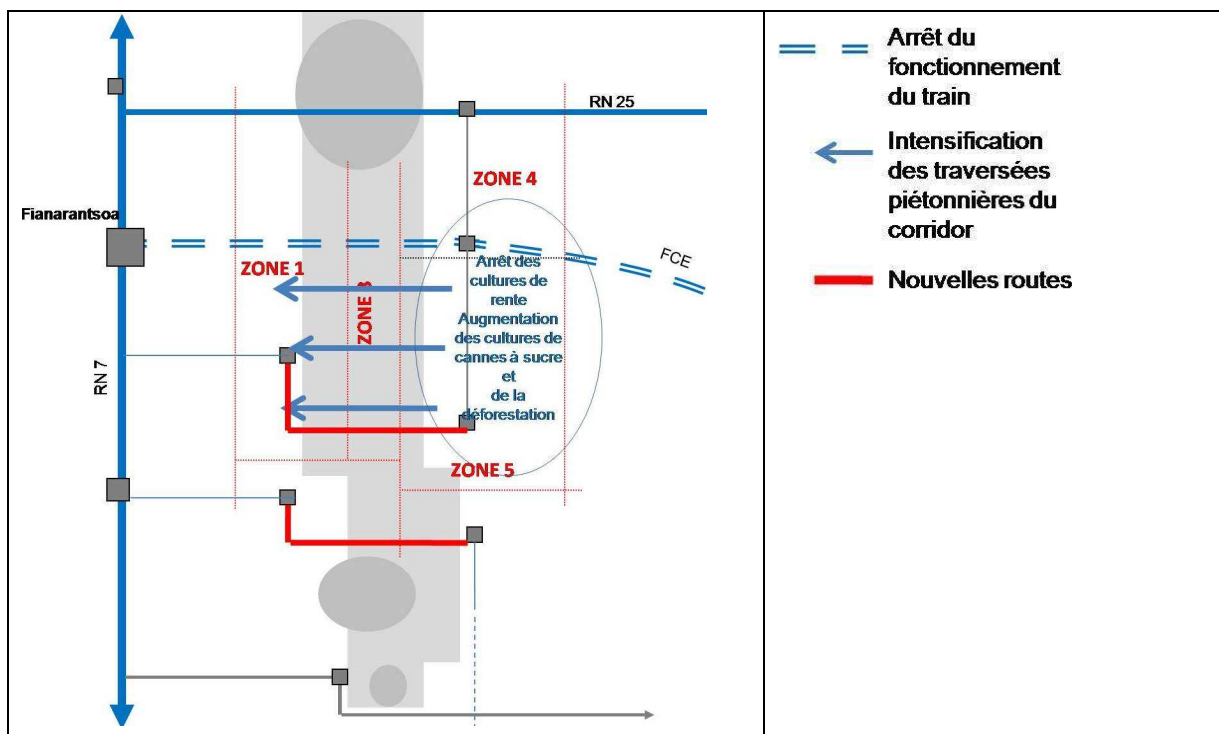 RN 25
ZONE 4
Fianarantsoa
FCE
ZONE 1
ZONE 3
Arrêt des
cultures de
rente
Augmentation
des cultures de
cannes à sucre
et
de la
déforestation
RN 7
ZONE 5
Arrêt du
fonctionnement
du train
Intensification
des traversées
piétonnières du
corridor
Nouvelles routes